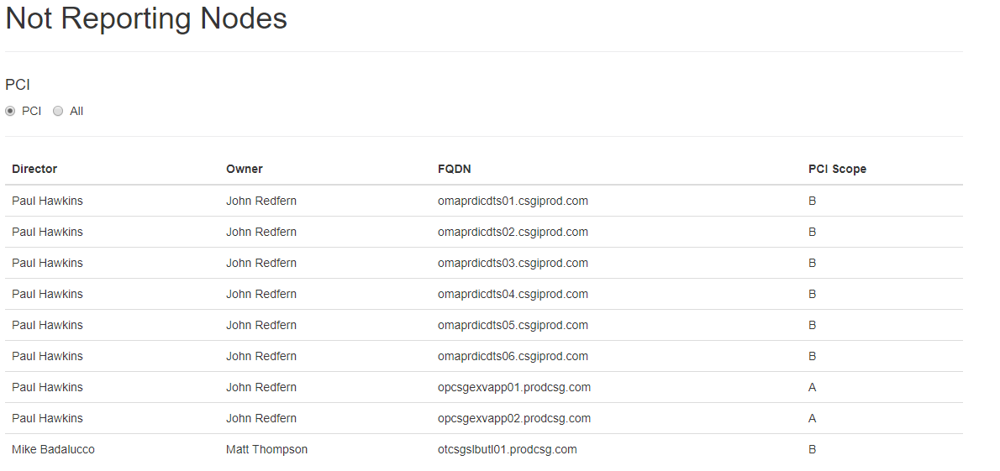 Not Reporting Nodes
PCI
PCI All
Director Owner FQDN PCI Scope
Paul Hawkins John Redfern omaprdicdts01.csgiprod.com B
Paul Hawkins John Redfern omaprdicdts02.csgiprod.com B
Paul Hawkins John Redfern omaprdicdts03.csgiprod.com B
Paul Hawkins John Redfern omaprdicdts04.csgiprod.com B
Paul Hawkins John Redfern omaprdicdts05.csgiprod.com B
Paul Hawkins John Redfern omaprdicdts06.csgiprod.com B
Paul Hawkins John Redfern opcsgexvapp01.prodcsg.com A
Paul Hawkins John Redfern opcsgexvapp02.prodcsg.com A
Mike Badalucco Matt Thompson otcsgslbutl01.prodcsg.com B